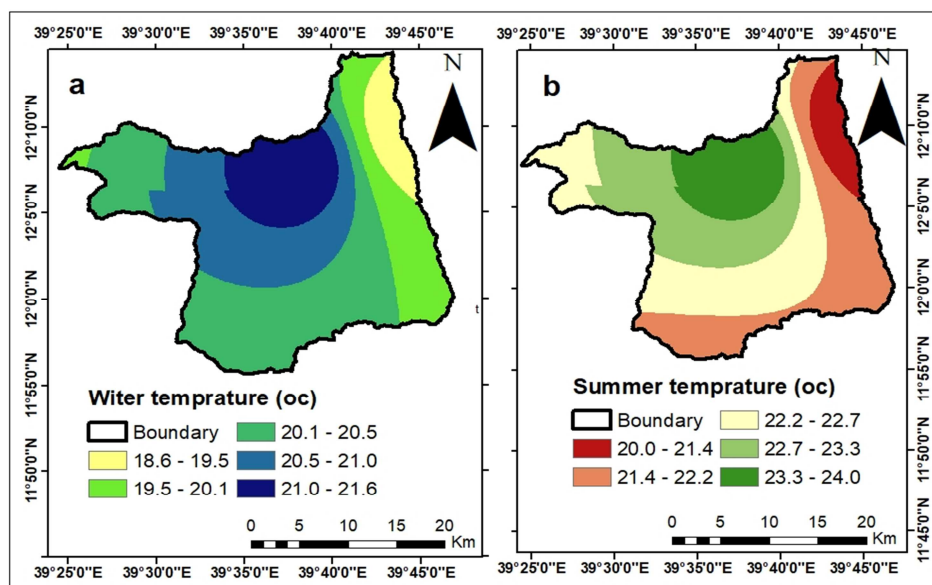 39°25'0"E 39°30'0"E 39°35'0"E 39°40'0"E 39°45'0"E
39°25'0"E 39°30'0"E 39°35'0"E 39°40'0"E 39°45'0"E
a
N
b
N
12°10'0"N
12°5'0"N
12°0'0"N
11°55'0"N
11°50'0"N
12°10'0"N
12°5'0"N
12°0'0"N
11°55'0"N
11°50'0"N
11°45'0"N
t
Witer temprature (oc)
Boundary
18.6 - 19.5
19.5 - 20.1
20.1 - 20.5
20.5 - 21.0
21.0 - 21.6
0 5 10 15 20
Km
Summer temprature (oc)
Boundary
20.0 - 21.4
21.4 - 22.2
22.2 - 22.7
22.7 - 23.3
23.3 - 24.0
0 5 10 15 20
Km
39°25'0"E 39°30'0"E 39°35'0"E 39°40'0"E 39°45'0"E
39°25'0"E 39°30'0"E 39°35'0"E 39°40'0"E 39°45'0"E